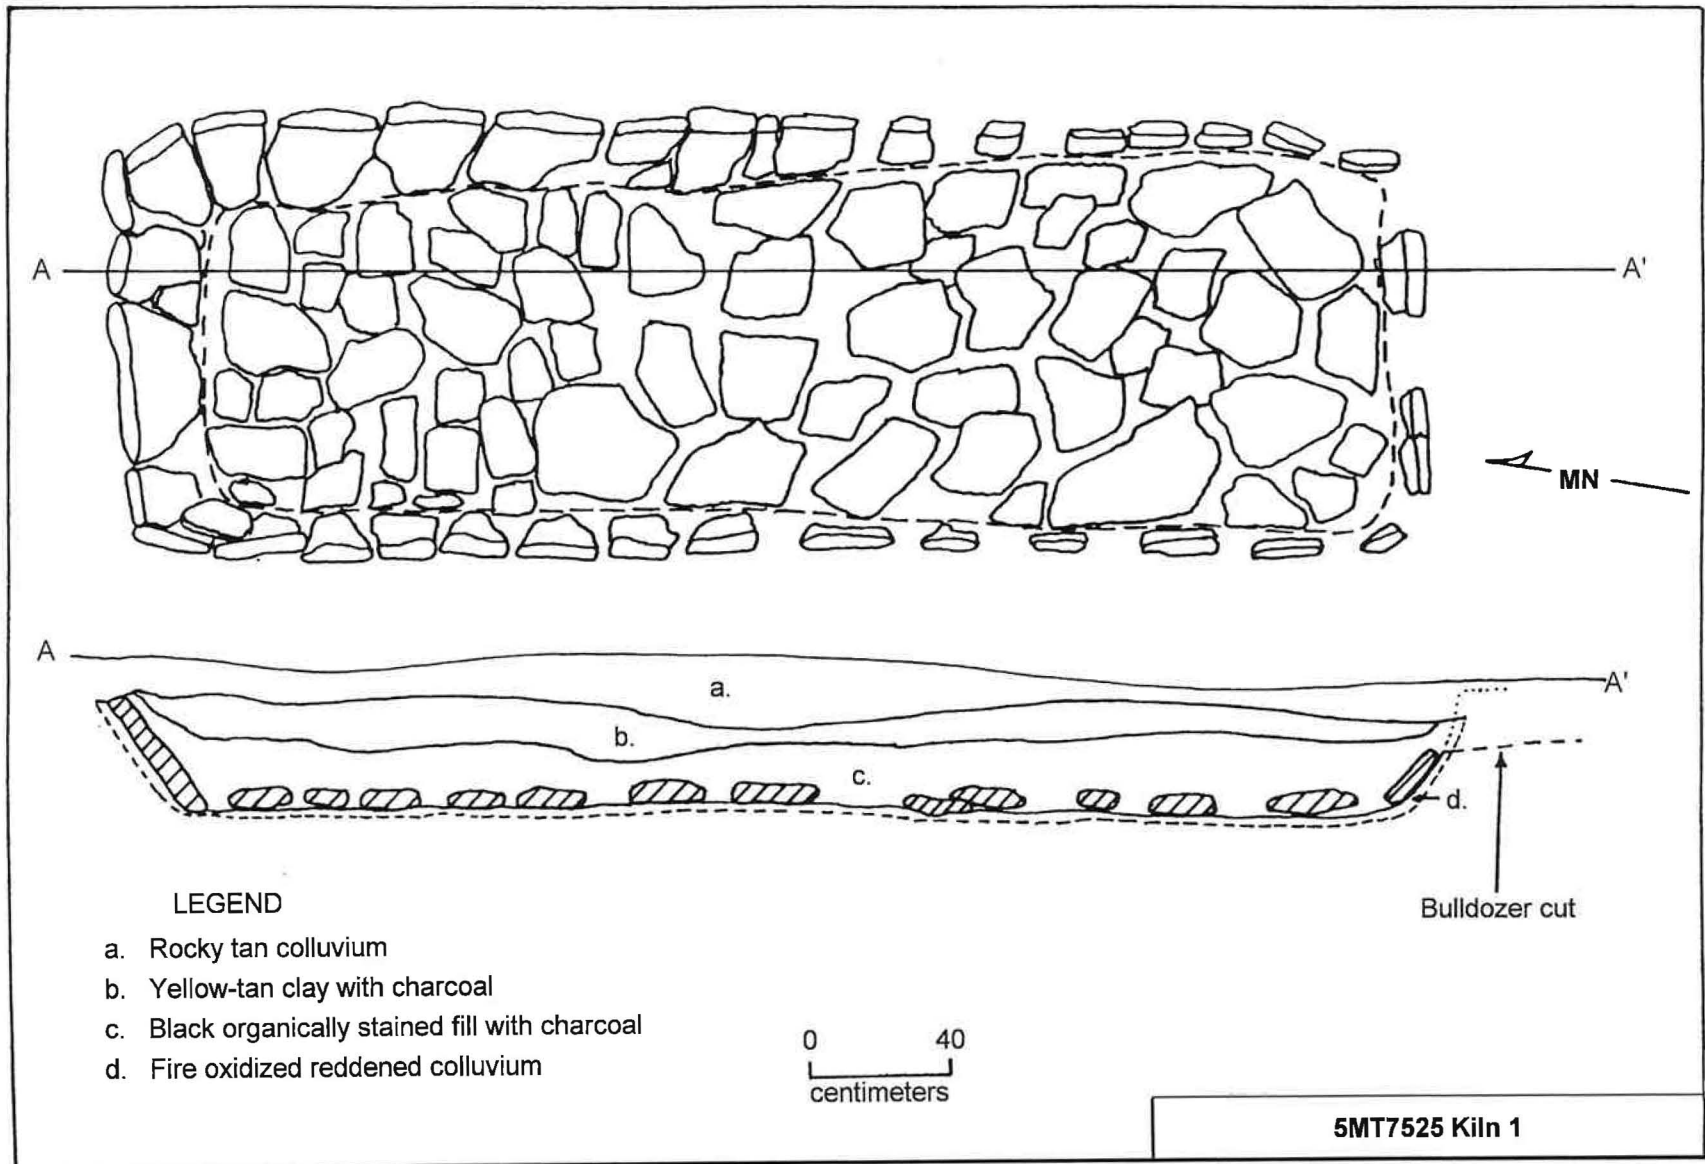 A
A'
MN
A
a.
A'
b.
c.
d.
Bulldozer cut
LEGEND
a. Rocky tan colluvium
b. Yellow-tan clay with charcoal
c. Black organically stained fill with charcoal
d. Fire oxidized reddened colluvium
0 40
centimeters
5MT7525 Kiln 1